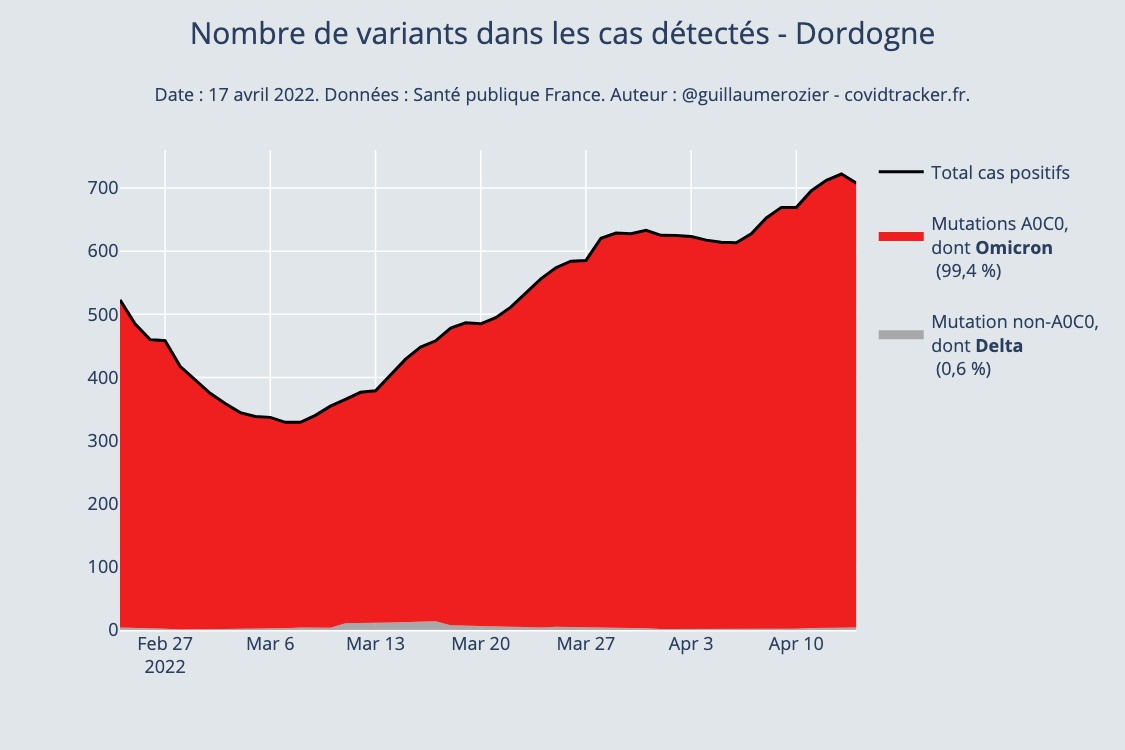 Nombre de variants dans les cas détectés - Dordogne
Date : 17 avril 2022. Données : Santé publique France. Auteur : @guillaumerozier - covidtracker.fr.
Total cas positifs
Mutations A0C0,
dont Omicron
(99,4 %)
Mutation non-A0C0,
dont Delta
(0,6 %)
700
600
500
400
300
200
100
0
Feb 27
2022
Mar 6
Mar 13
Mar 20
Mar 27
Apr 3
Apr 10